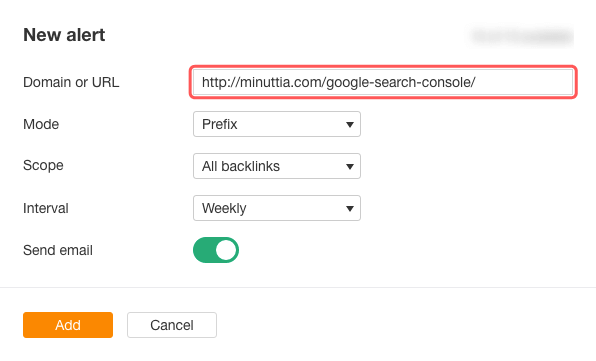 New alert
Domain or URL http://minuttia.com/google-search-console/
Mode Prefix
Scope All backlinks
Interval Weekly
Send email
Add Cancel